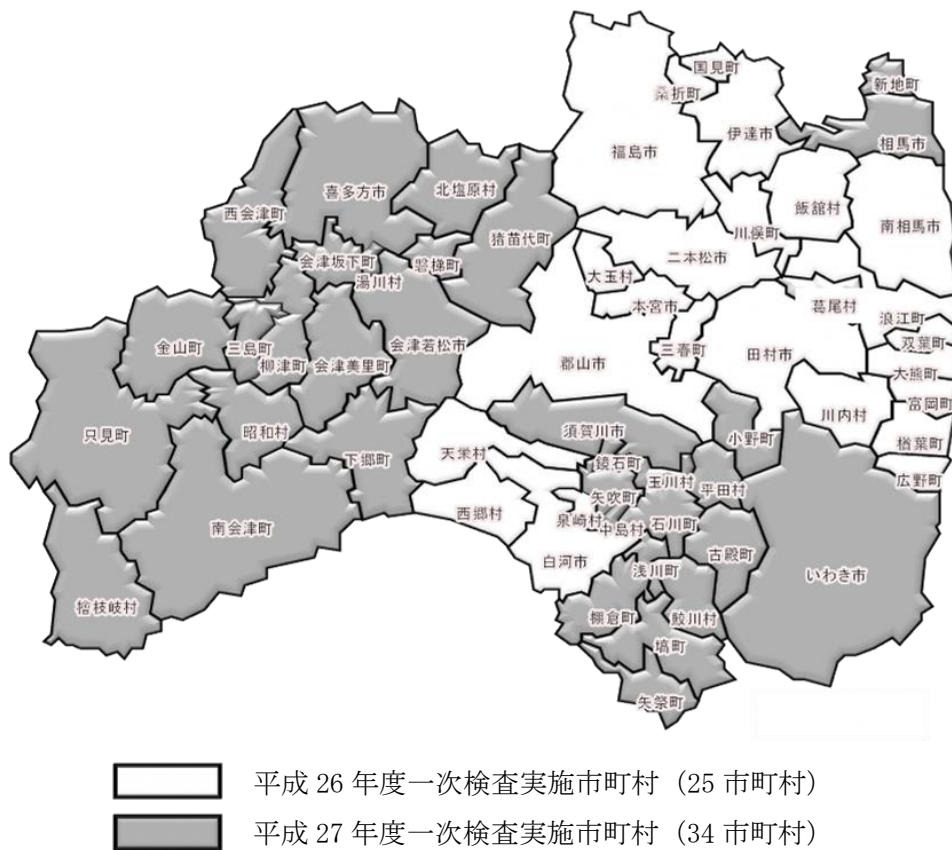 国見町
桑折町
新地町
伊達市
相馬市
福島市
喜多方市
北塩原村
飯舘村
西会津町
南相馬市
川俣町
猪苗代町
会津坂下町
磐梯町
二本松市
湯川村
大玉村
本宮市
葛尾村
浪江町
双葉町
金山町
三島町
会津若松市
三春町
田村市
柳津町
会津美里町
郡山市
大熊町
富岡町
川内村
只見町
昭和村
須賀川市
小野町
楢葉町
下郷町
天栄村
鏡石町
玉川村
平田村
広野町
矢吹町
西郷村
泉崎村
中島村
石川町
南会津町
白河市
古殿町
浅川町
いわき市
檜枝岐村
棚倉町
鮫川村
塙町
矢祭町
平成 26 年度一次検査実施市町村（25 市町村）
平成 27 年度一次検査実施市町村（34 市町村）